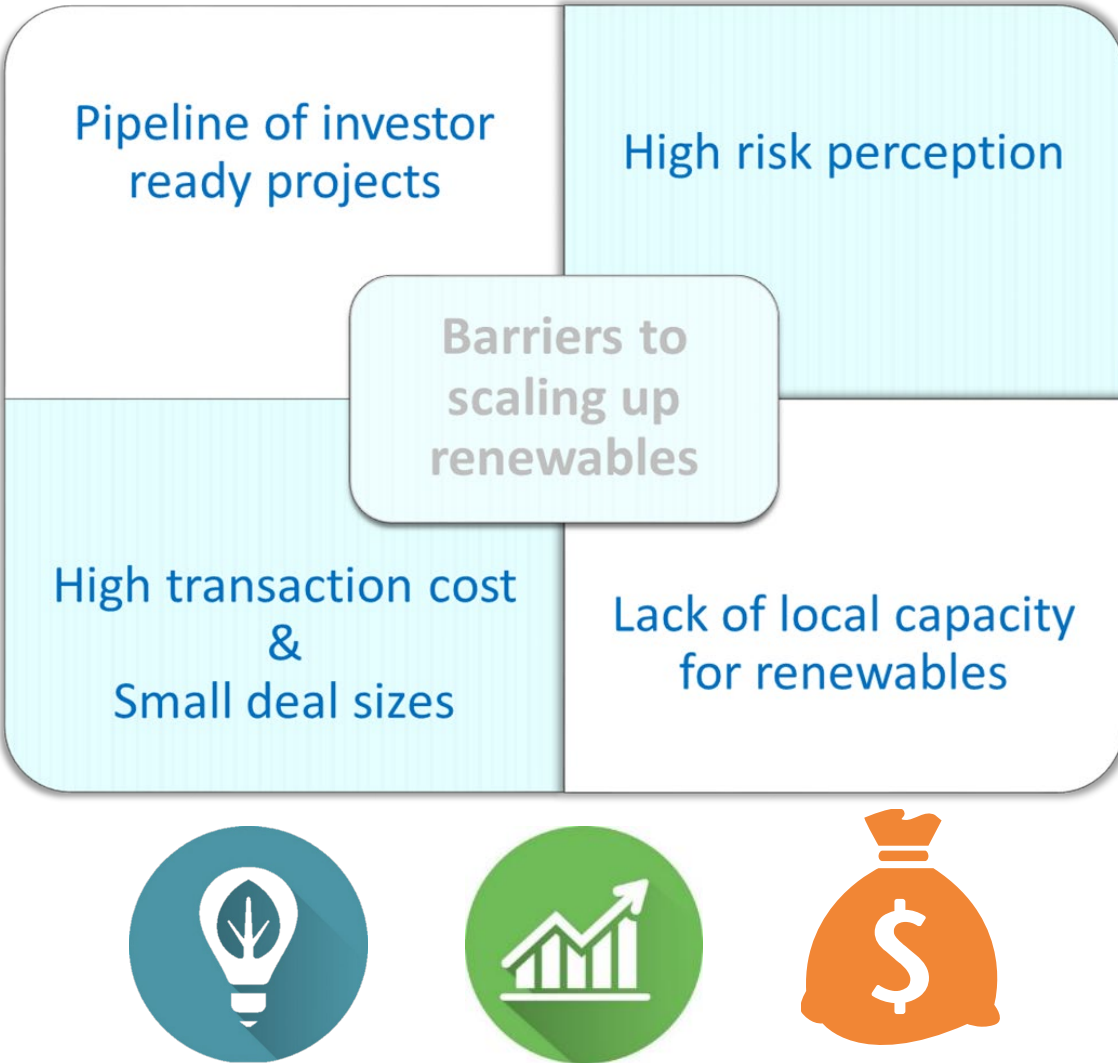 Pipeline of investor
ready projects
High risk perception
Barriers to
scaling up
renewables
High transaction cost
&
Small deal sizes
Lack of local capacity
for renewables
$